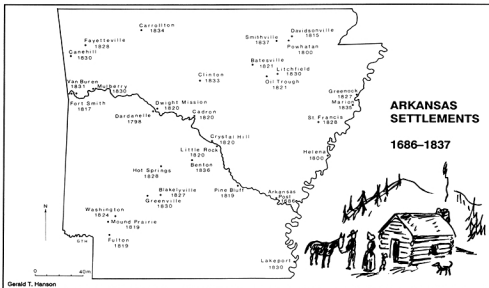 Carrollton
1834
Fayetteville
1828
Canehill
1830
Smithville
1837
Davidsonville
1815
Powhatan
1800
Batesville
1821
Litchfield
1830
Oil Trough
1821
Clinton
1833
Van Buren
1831
Mulberry
1830
Fort Smith
1817
Dwight Mission
1820
Dardanelle
1798
Cadron
1820
Greenock
1827
Marion
1835
St Francis
1828
Crystal Hill
1820
Helena
1800
Little Rock
1820
Benton
1836
Hot Springs
1828
Blakelyville
1827
Greenville
1830
Pine Bluff
1819
Arkansas
Post
1686
Washington
1824
Mound Prairie
1819
Fulton
1819
Lakeport
1830
ARKANSAS
SETTLEMENTS
1686–1837
N
GTH
0 40m
Gerald T. Hanson